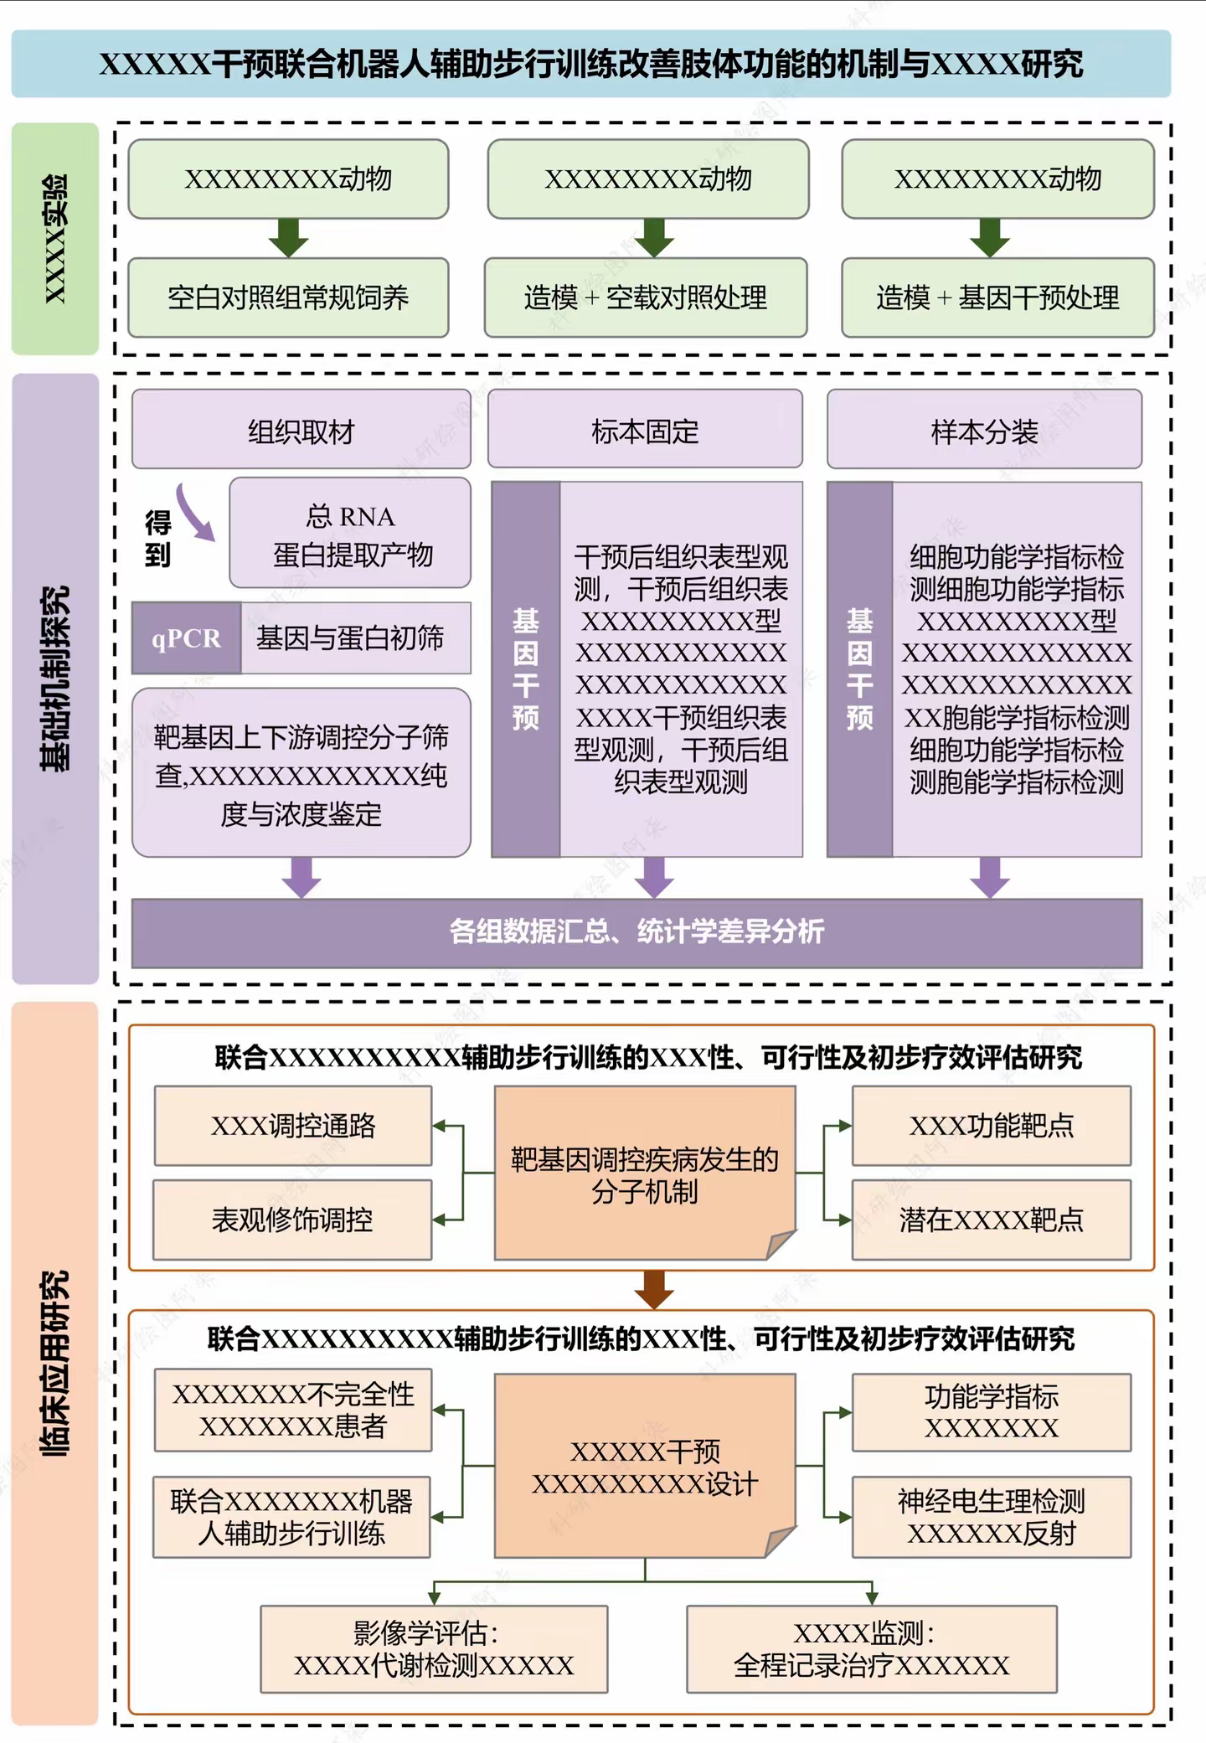 XXXXX干预联合机器人辅助步行训练改善肢体功能的机制与XXXX研究
XXXX实验
XXXXXXXX动物
XXXXXXXX动物
XXXXXXXX动物
空白对照组常规饲养
造模 + 空载对照处理
造模 + 基因干预处理
基础机制探究
组织取材
标本固定
样本分装
得
到
总 RNA
蛋白提取产物
qPCR
基因与蛋白初筛
靶基因上下游调控分子筛
查,XXXXXXXXXXXX纯
度与浓度鉴定
基
因
干
预
干预后组织表型观
测，干预后组织表
XXXXXXXXX型
XXXXXXXXXXX
XXXXXXXXXXX
XXXX干预组织表
型观测，干预后组
织表型观测
基
因
干
预
细胞功能学指标检
测细胞功能学指标
XXXXXXXXX型
XXXXXXXXXXXX
XXXXXXXXXXXX
XX胞能学指标检测
细胞功能学指标检
测胞能学指标检测
各组数据汇总、统计学差异分析
临床应用研究
联合XXXXXXXXXX辅助步行训练的XXX性、可行性及初步疗效评估研究
XXX调控通路
表观修饰调控
靶基因调控疾病发生的
分子机制
XXX功能靶点
潜在XXXX靶点
联合XXXXXXXXXX辅助步行训练的XXX性、可行性及初步疗效评估研究
XXXXXXX不完全性
XXXXXXX患者
联合XXXXXXX机器
人辅助步行训练
XXXXX干预
XXXXXXXXX设计
功能学指标
XXXXXXX
神经电生理检测
XXXXXX反射
影像学评估：
XXXX代谢检测XXXXX
XXXX监测：
全程记录治疗XXXXXX